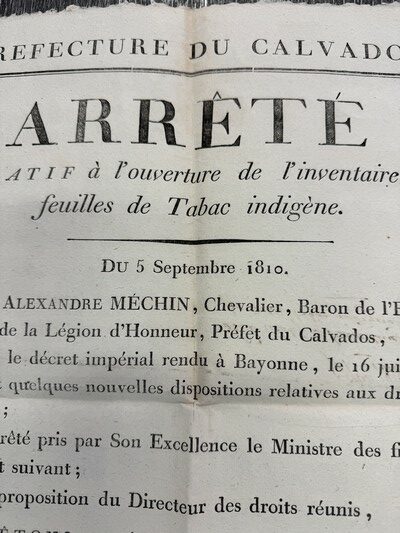 REFECTURE DU CALVADO
ARRÊTÉ
ATIF à l'ouverture de l'inventaire
feuilles de Tabac indigène.
DU 5 Septembre 1810.
ALEXANDRE MÉCHIN, Chevalier, Baron de l'E
de la Légion d'Honneur, Préfet du Calvados,
le décret impérial rendu à Bayonne, le 16 jui
quelques nouvelles dispositions relatives aux dr
;
rêté pris par Son Excellence le Ministre des fi
t suivant;
proposition du Directeur des droits réunis,